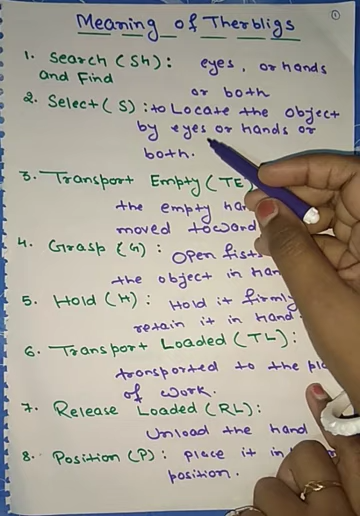 Meaning of Therbligs
1
1. Search (Sh): eyes, or hands
and Find or both
2. Select (S): to Locate the object
by eyes or hands or
both.
3. Transport Empty (TE)
the empty
moved toward
4. Grasp (G): Open
the object in
5. Hold (H): Hold it firmly
retain it in hand
6. Transport Loaded (TL):
transported to the
of work.
7. Release Loaded (RL):
Unload the hand
8. Position (P): place it in
position.